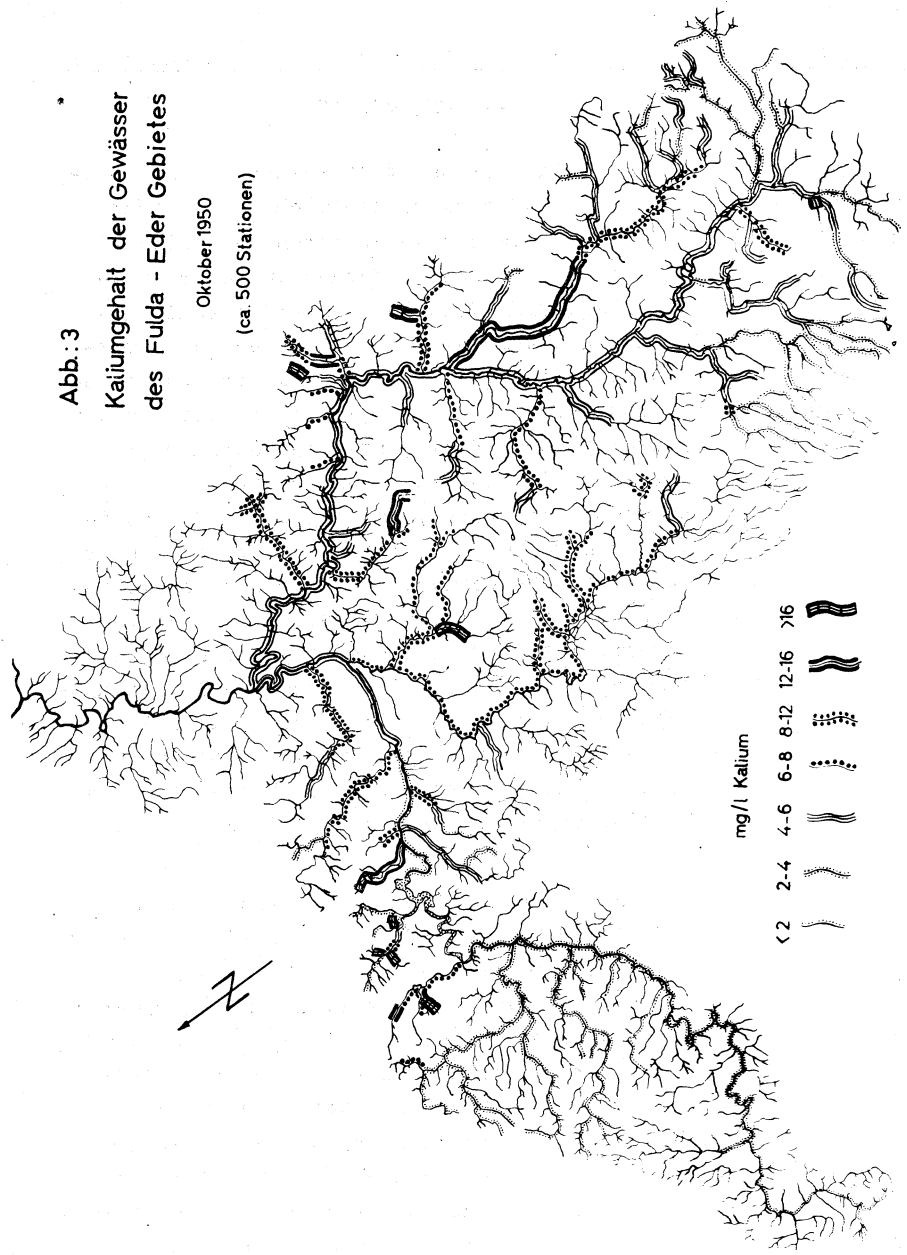 Abb.: 3
Kaliumgehalt der Gewässer
des Fulda - Eder Gebietes
Oktober 1950
(ca. 500 Stationen)
N
mg/l Kalium
< 2 2-4 4-6 6-8 8-12 12-16 >16